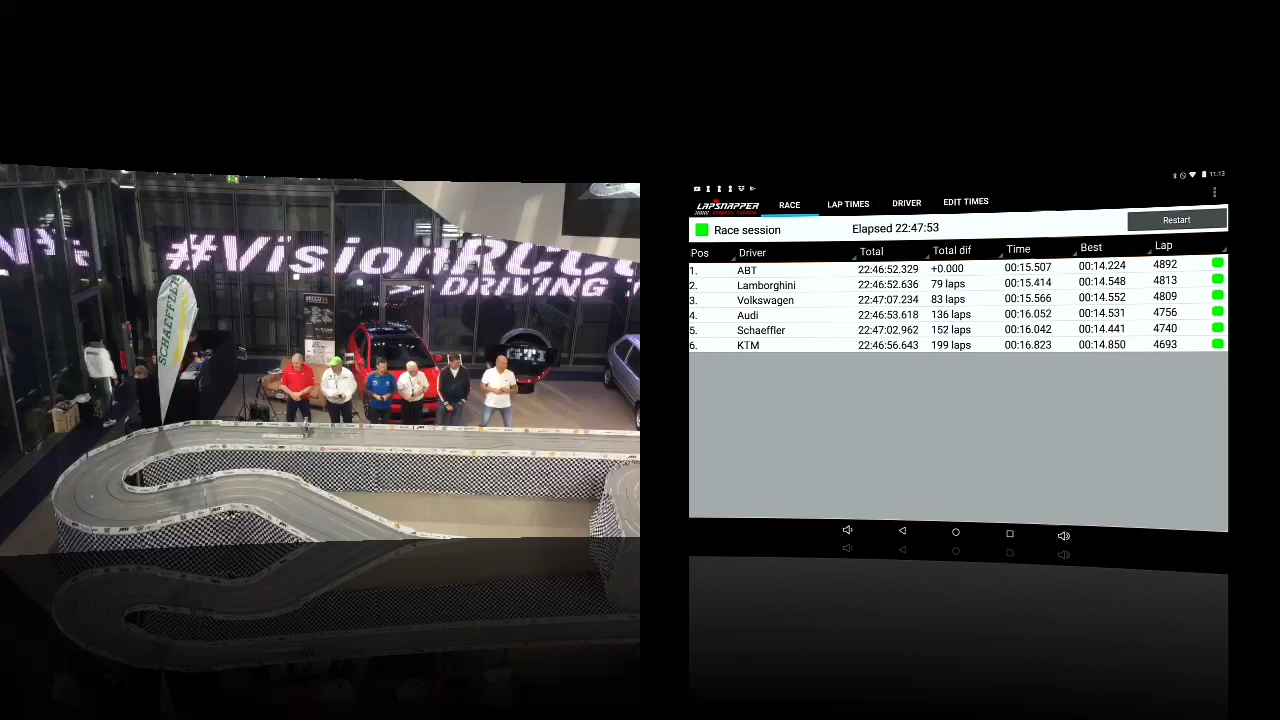 #Vision
DRIVING
SCHAEFFLER
GTI
11:13
LAPSNAPPER
RACE
LAP TIMES
DRIVER
EDIT TIMES
Race session
Elapsed 22:47:53
Restart
Pos Driver Total Total dif Time Best Lap
1. ABT 22:46:52.329 +0.000 00:15.507 00:14.224 4892
2. Lamborghini 22:46:52.636 79 laps 00:15.414 00:14.548 4813
3. Volkswagen 22:47:07.234 83 laps 00:15.566 00:14.552 4809
4. Audi 22:46:53.618 136 laps 00:16.052 00:14.531 4756
5. Schaeffler 22:47:02.962 152 laps 00:16.042 00:14.441 4740
6. KTM 22:46:56.643 199 laps 00:16.823 00:14.850 4693